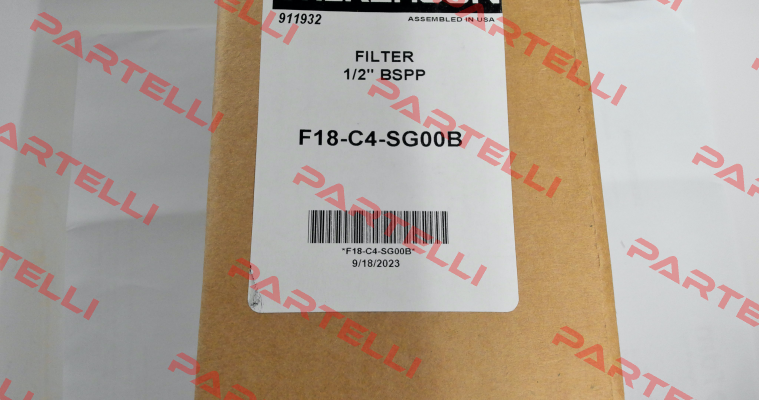 911932
ASSEMBLED IN USA
FILTER
1/2" BSPP
F18-C4-SG00B
*F18-C4-SG00B*
9/18/2023
PARTELLI
PARTELLI
PARTELLI
PARTELLI
PARTELLI
PARTELLI
PARTELLI
PARTELLI
PARTELLI